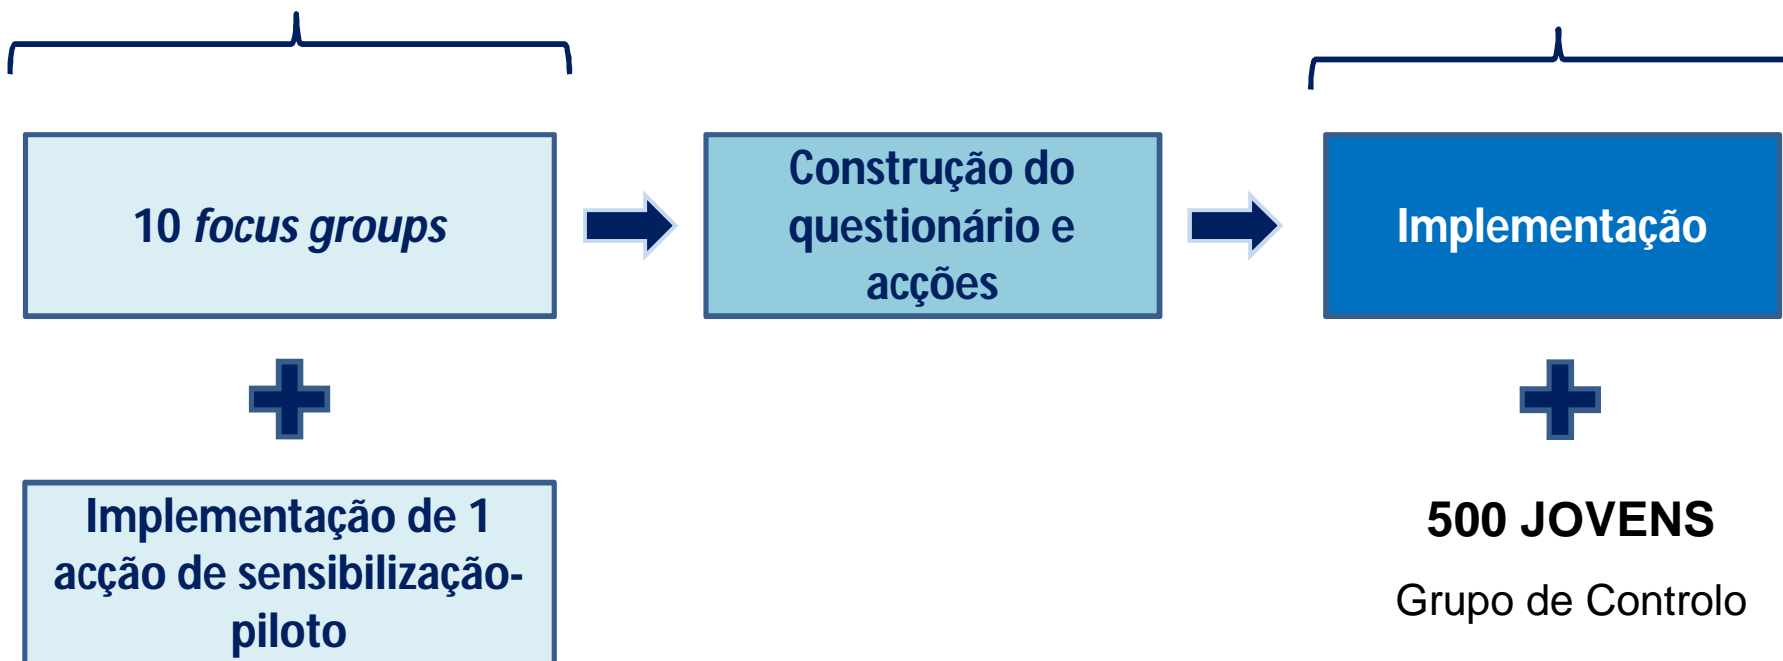 10 focus groups
Construção do
questionário e
acções
Implementação
Implementação de 1
acção de sensibilização-
piloto
500 JOVENS
Grupo de Controlo